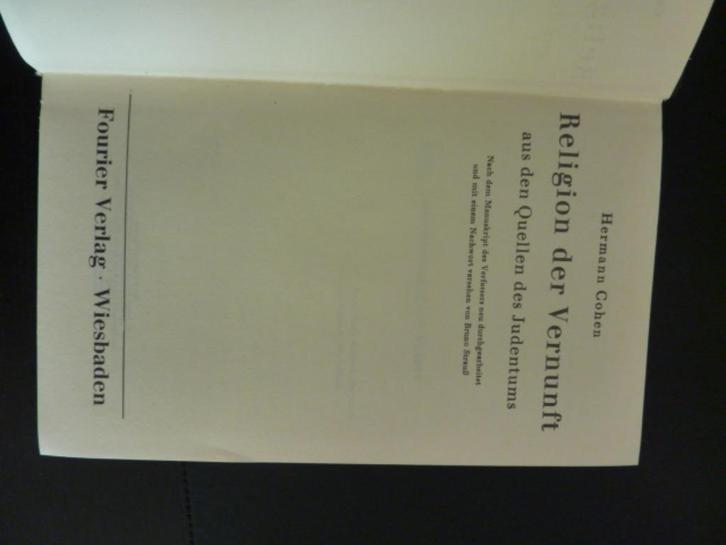 Hermann Cohen
Religion der Vernunft
aus den Quellen des Judentums
Nach dem Manuskript des Verfassers neu durchgearbeitet
und mit einem Nachwort versehen von Bruno Strauß
Fourier Verlag · Wiesbaden